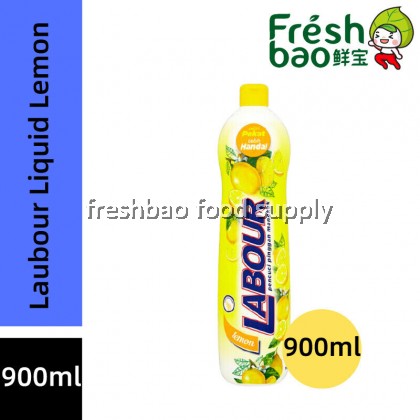 Frésh
bao鲜宝
Laubour Liquid Lemon
900ml
Pekat
Handal
LABOUR
pencuci pinggan mangkuk
lemon
freshbao food supply
900ml